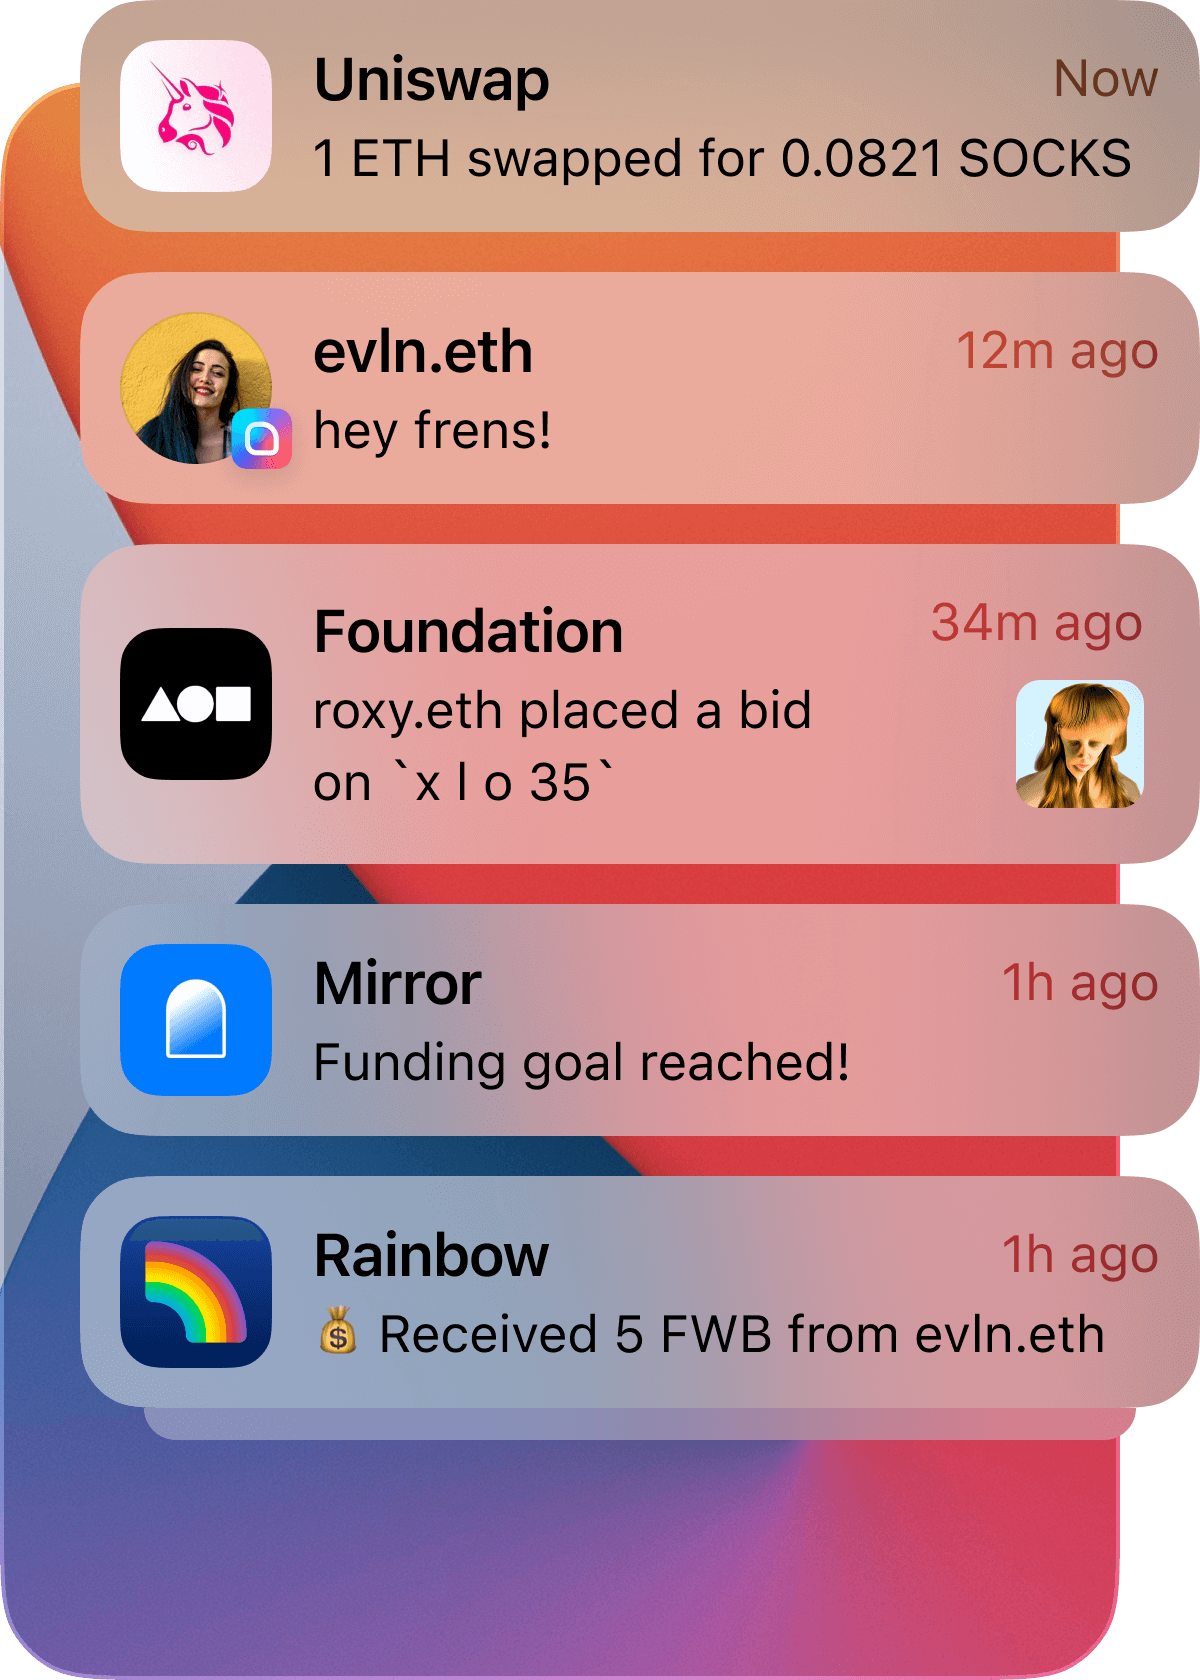 Uniswap
Now
1 ETH swapped for 0.0821 SOCKS
evln.eth
12m ago
hey frens!
Foundation
34m ago
roxy.eth placed a bid
on `x l o 35`
Mirror
1h ago
Funding goal reached!
Rainbow
1h ago
💰 Received 5 FWB from evln.eth